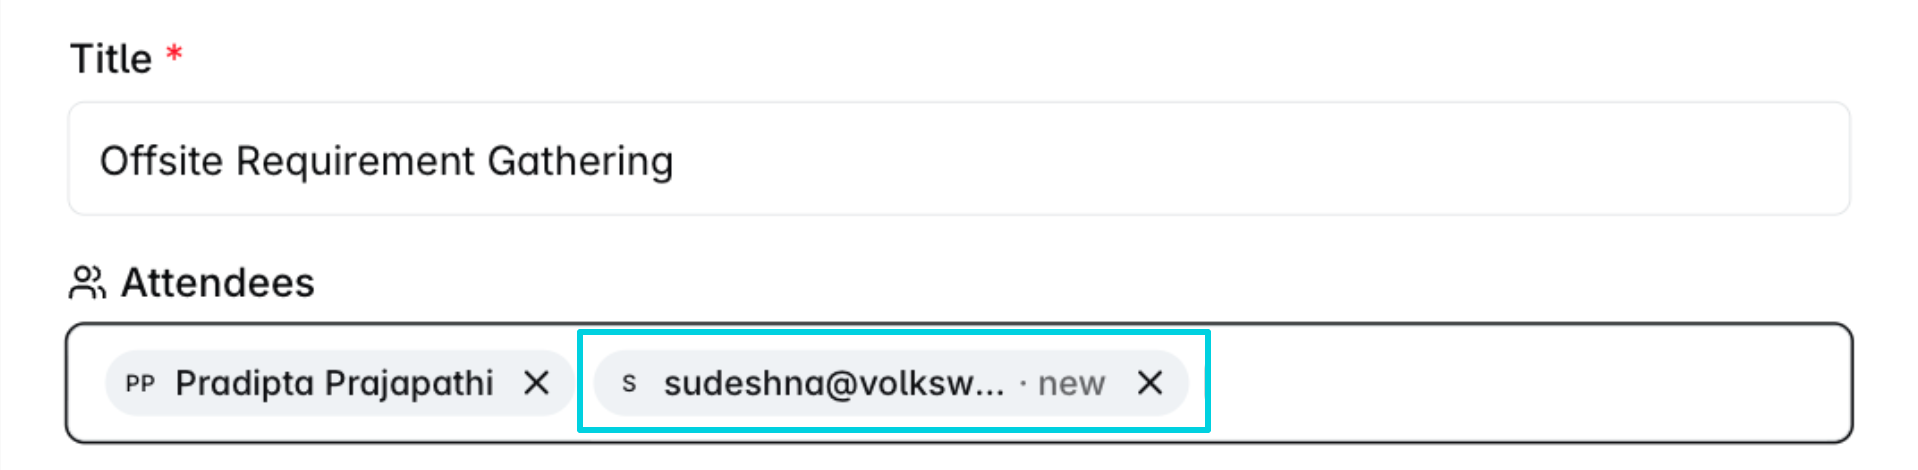 Title *
Offsite Requirement Gathering
Attendees
PP Pradipta Prajapathi S sudeshna@volksw... · new